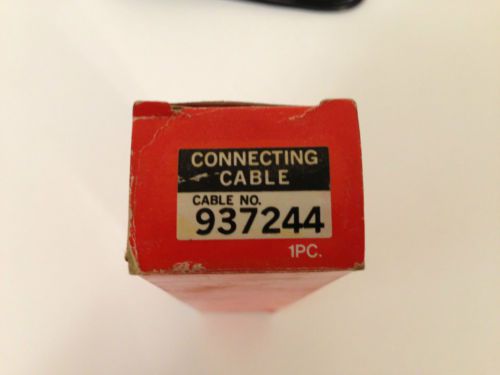 CONNECTING
CABLE
CABLE NO.
937244
1PC.